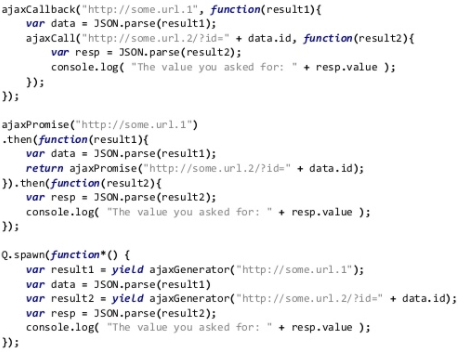 ajaxCallback("http://some.url.1", function(result1){
    var data = JSON.parse(result1);
    ajaxCall("http://some.url.2/?id=" + data.id, function(result2){
        var resp = JSON.parse(result2);
        console.log( "The value you asked for: " + resp.value );
    });
});

ajaxPromise("http://some.url.1")
.then(function(result1){
    var data = JSON.parse(result1);
    return ajaxPromise("http://some.url.2/?id=" + data.id);
}).then(function(result2){
    var resp = JSON.parse(result2);
    console.log( "The value you asked for: " + resp.value );
});

Q.spawn(function*() {
    var result1 = yield ajaxGenerator("http://some.url.1");
    var data = JSON.parse(result1)
    var result2 = yield ajaxGenerator("http://some.url.2/?id=" + data.id);
    var resp = JSON.parse(result2);
    console.log( "The value you asked for: " + resp.value );
});